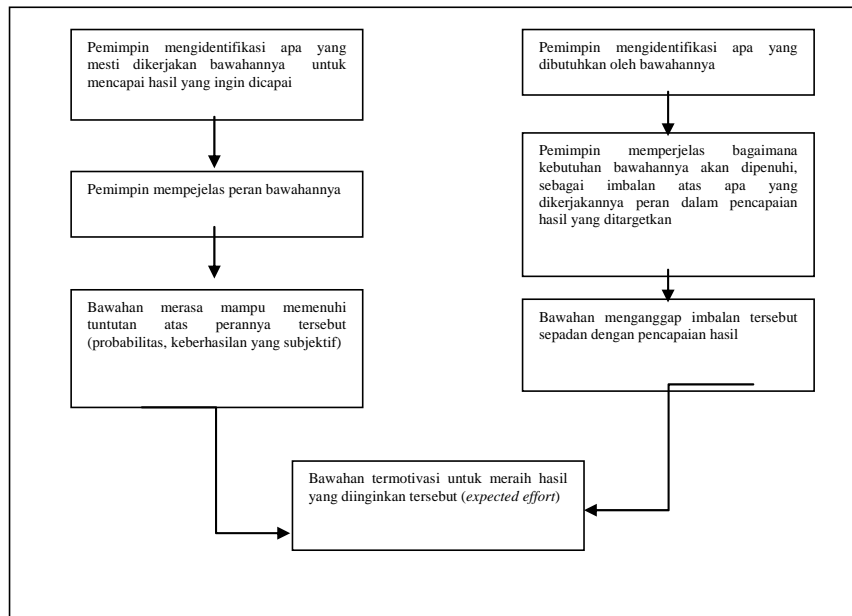 Pemimpin mengidentifikasi apa yang
mesti dikerjakan bawahannya untuk
mencapai hasil yang ingin dicapai
Pemimpin mempejelas peran bawahannya
Bawahan merasa mampu memenuhi
tuntutan atas perannya tersebut
(probabilitas, keberhasilan yang subjektif)
Pemimpin mengidentifikasi apa yang
dibutuhkan oleh bawahannya
Pemimpin memperjelas bagaimana
kebutuhan bawahannya akan dipenuhi,
sebagai imbalan atas apa yang
dikerjakannya peran dalam pencapaian
hasil yang ditargetkan
Bawahan menganggap imbalan tersebut
sepadan dengan pencapaian hasil
Bawahan termotivasi untuk meraih hasil
yang diinginkan tersebut (expected effort)